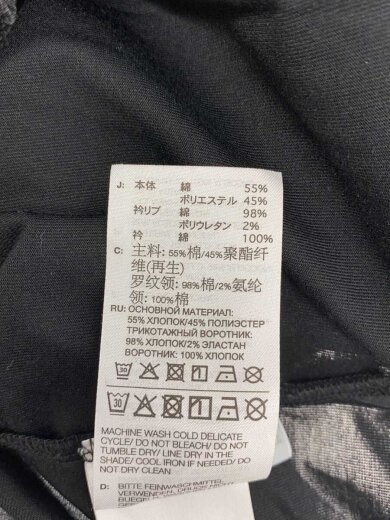 J: 本体 綿 55%
ポリエステル 45%
衿リブ 綿 98%
ポリウレタン 2%
衿 綿 100%
C: 主料: 55%棉/45%聚酯纤
维(再生)
罗纹领: 98%棉/2%氨纶
领: 100%棉
RU: ОСНОВНОЙ МАТЕРИАЛ:
55% ХЛОПОК/45% ПОЛИЭСТЕР
ТРИКОТАЖНЫЙ ВОРОТНИК:
98% ХЛОПОК/2% ЭЛАСТАН
ВОРОТНИК: 100% ХЛОПОК
30
30
MACHINE WASH COLD DELICATE
CYCLE/ DO NOT BLEACH/ DO NOT
TUMBLE DRY/ LINE DRY IN THE
SHADE/ COOL IRON IF NEEDED/ DO
NOT DRY CLEAN
D: BITTE FEINWASCHMITTEL